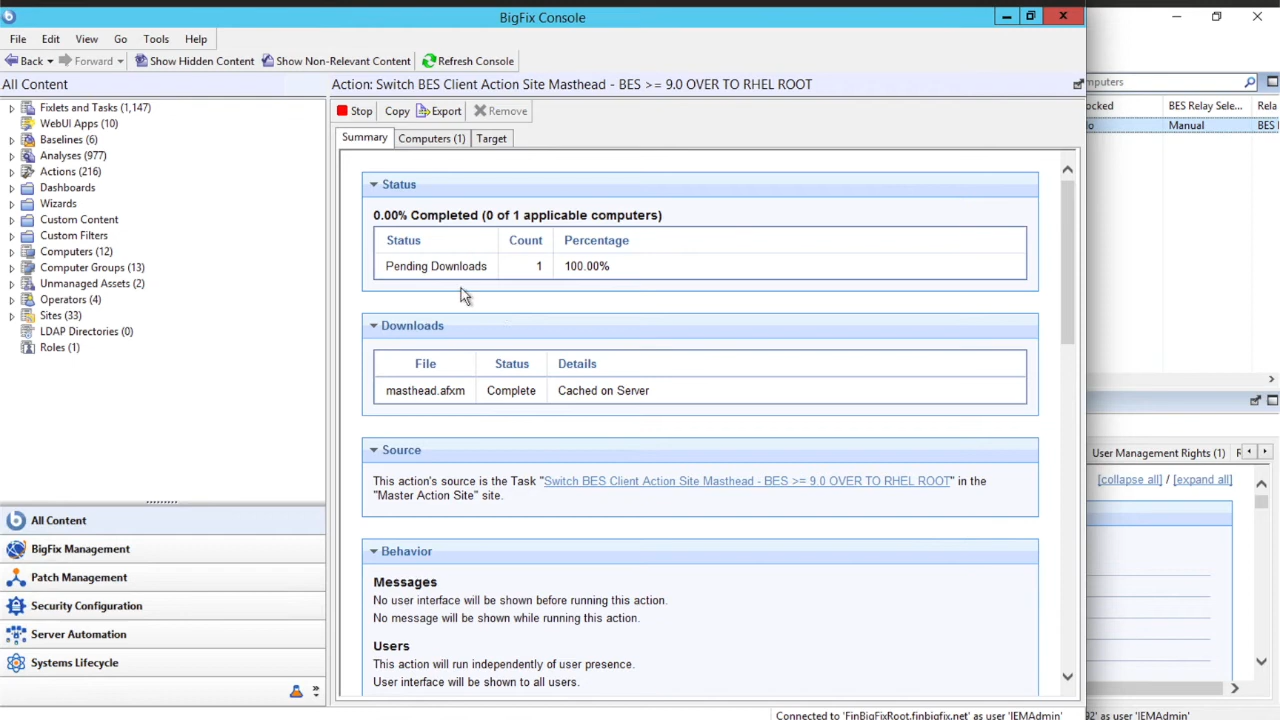 BigFix Console
File Edit View Go Tools Help
Back Forward Show Hidden Content Show Non-Relevant Content Refresh Console
All Content
Fixlets and Tasks (1,147)
WebUI Apps (10)
Baselines (6)
Analyses (977)
Actions (216)
Dashboards
Wizards
Custom Content
Custom Filters
Computers (12)
Computer Groups (13)
Unmanaged Assets (2)
Operators (4)
Sites (33)
LDAP Directories (0)
Roles (1)
All Content
BigFix Management
Patch Management
Security Configuration
Server Automation
Systems Lifecycle
Action: Switch BES Client Action Site Masthead - BES >= 9.0 OVER TO RHEL ROOT
Stop Copy Export Remove
Summary Computers (1) Target
Status
0.00% Completed (0 of 1 applicable computers)
Status Count Percentage
Pending Downloads 1 100.00%
Downloads
File Status Details
masthead.afxm Complete Cached on Server
Source
This action's source is the Task "Switch BES Client Action Site Masthead - BES >= 9.0 OVER TO RHEL ROOT" in the
"Master Action Site" site.
Behavior
Messages
No user interface will be shown before running this action.
No message will be shown while running this action.
Users
This action will run independently of user presence.
User interface will be shown to all users.
Connected to 'FinBigFixRoot.finbigfix.net' as user 'IEMAdmin'
mputers
ocked BES Relay Sele... Rela
o Manual BES
User Management Rights (1)
[collapse all] / [expand all]
92' as user 'IEMAdmin'